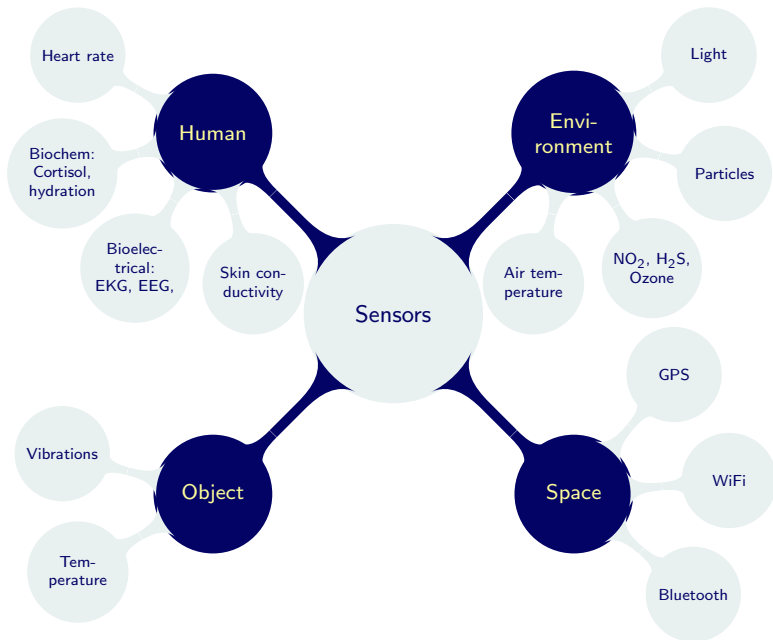 Heart rate
Human
Biochem:
Cortisol,
hydration
Bioelec-
trical:
EKG, EEG,
Skin con-
ductivity
Light
Envi-
ronment
Particles
NO₂, H₂S,
Ozone
Air tem-
perature
Sensors
Vibrations
Object
Tem-
perature
GPS
Space
WiFi
Bluetooth